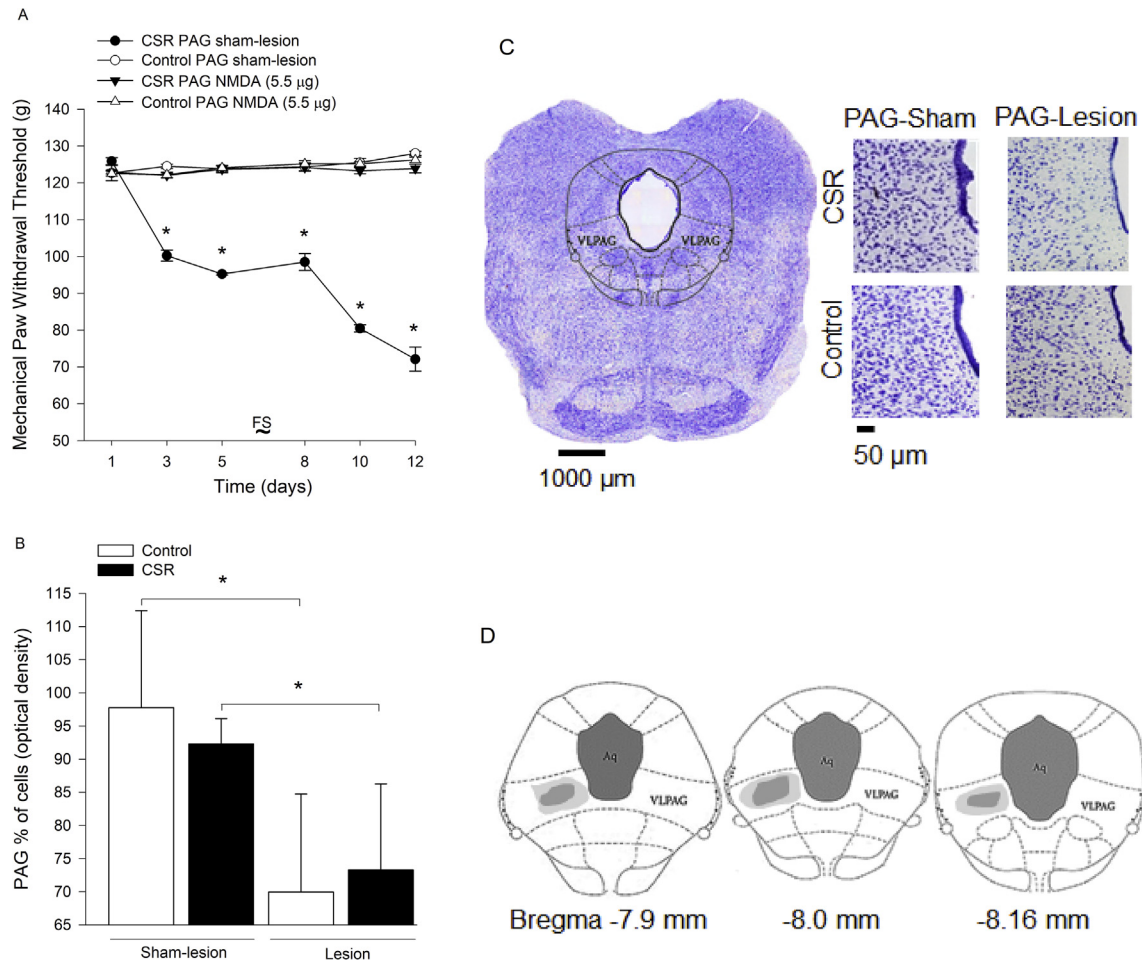 A
CSR PAG sham-lesion
Control PAG sham-lesion
CSR PAG NMDA (5.5 μg)
Control PAG NMDA (5.5 μg)
Mechanical Paw Withdrawal Threshold (g)
140
130
120
110
100
90
80
70
60
50
* * * * *
FS
~
1 3 5 8 10 12
Time (days)
B
Control
CSR
PAG % of cells (optical density)
115
110
105
100
95
90
85
80
75
70
65
*
*
Sham-lesion Lesion
C
VLPAG VLPAG
1000 μm
PAG-Sham PAG-Lesion
CSR
Control
50 μm
D
Aq Aq Aq
VLPAG VLPAG VLPAG
Bregma -7.9 mm -8.0 mm -8.16 mm